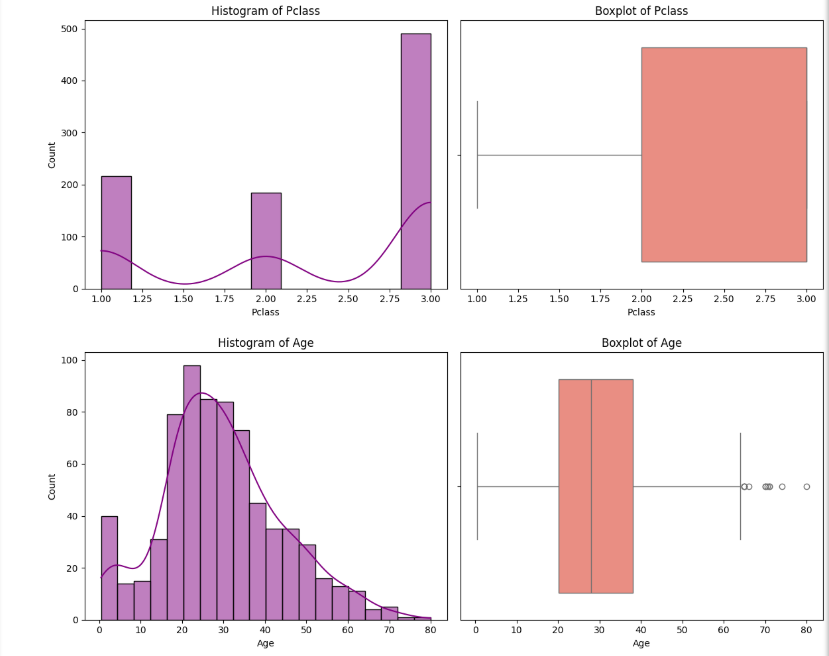 Histogram of Pclass
Count
500
400
300
200
100
0
1.00 1.25 1.50 1.75 2.00 2.25 2.50 2.75 3.00
Pclass
Boxplot of Pclass
1.00 1.25 1.50 1.75 2.00 2.25 2.50 2.75 3.00
Pclass
Histogram of Age
Count
100
80
60
40
20
0
0 10 20 30 40 50 60 70 80
Age
Boxplot of Age
0 10 20 30 40 50 60 70 80
Age